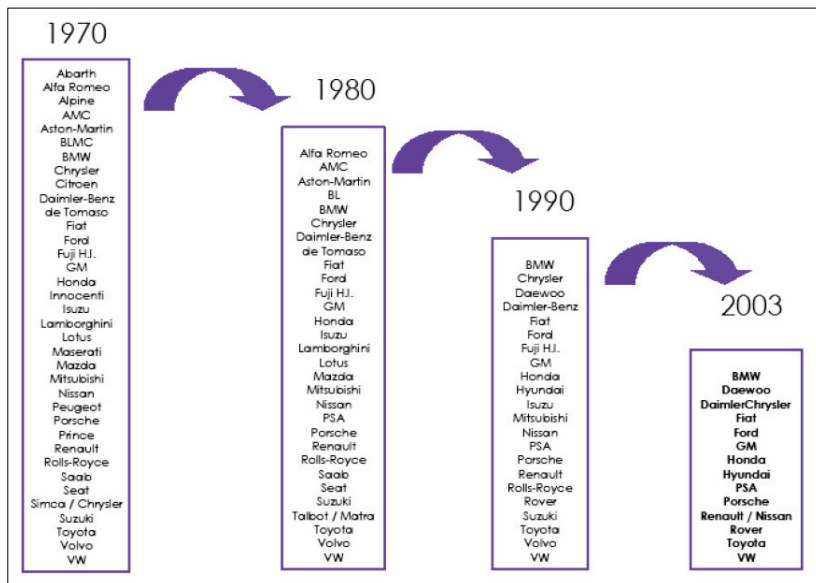 1970
Abarth
Alfa Romeo
Alpine
AMC
Aston-Martin
BLMC
BMW
Chrysler
Citroen
Daimler-Benz
de Tomaso
Fiat
Ford
Fuji H.I.
GM
Honda
Innocenti
Isuzu
Lamborghini
Lotus
Maserati
Mazda
Mitsubishi
Nissan
Peugeot
Porsche
Prince
Renault
Rolls-Royce
Saab
Seat
Simca / Chrysler
Suzuki
Toyota
Volvo
VW
1980
Alfa Romeo
AMC
Aston-Martin
BL
BMW
Chrysler
Daimler-Benz
de Tomaso
Fiat
Ford
Fuji H.I.
GM
Honda
Isuzu
Lamborghini
Lotus
Mazda
Mitsubishi
Nissan
PSA
Porsche
Renault
Rolls-Royce
Saab
Seat
Suzuki
Talbot / Matra
Toyota
Volvo
VW
1990
BMW
Chrysler
Daewoo
Daimler-Benz
Fiat
Ford
Fuji H.I.
GM
Honda
Hyundai
Isuzu
Mitsubishi
Nissan
PSA
Porsche
Renault
Rolls-Royce
Rover
Suzuki
Toyota
Volvo
VW
2003
BMW
Daewoo
DaimlerChrysler
Fiat
Ford
GM
Honda
Hyundai
PSA
Porsche
Renault / Nissan
Rover
Toyota
VW